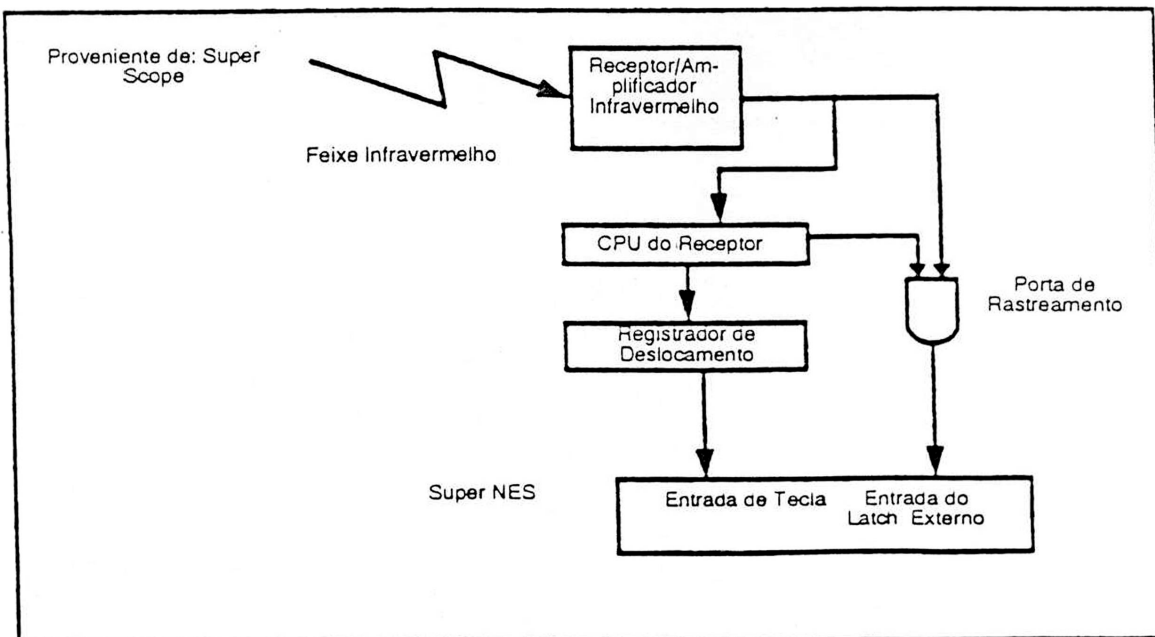 Proveniente de: Super
Scope
Receptor/Am-
plificador
Infravermelho
Feixe Infravermelho
CPU do Receptor
Porta de
Rastreamento
Registrador de
Deslocamento
Super NES
Entrada de Tecla
Entrada do
Latch Externo